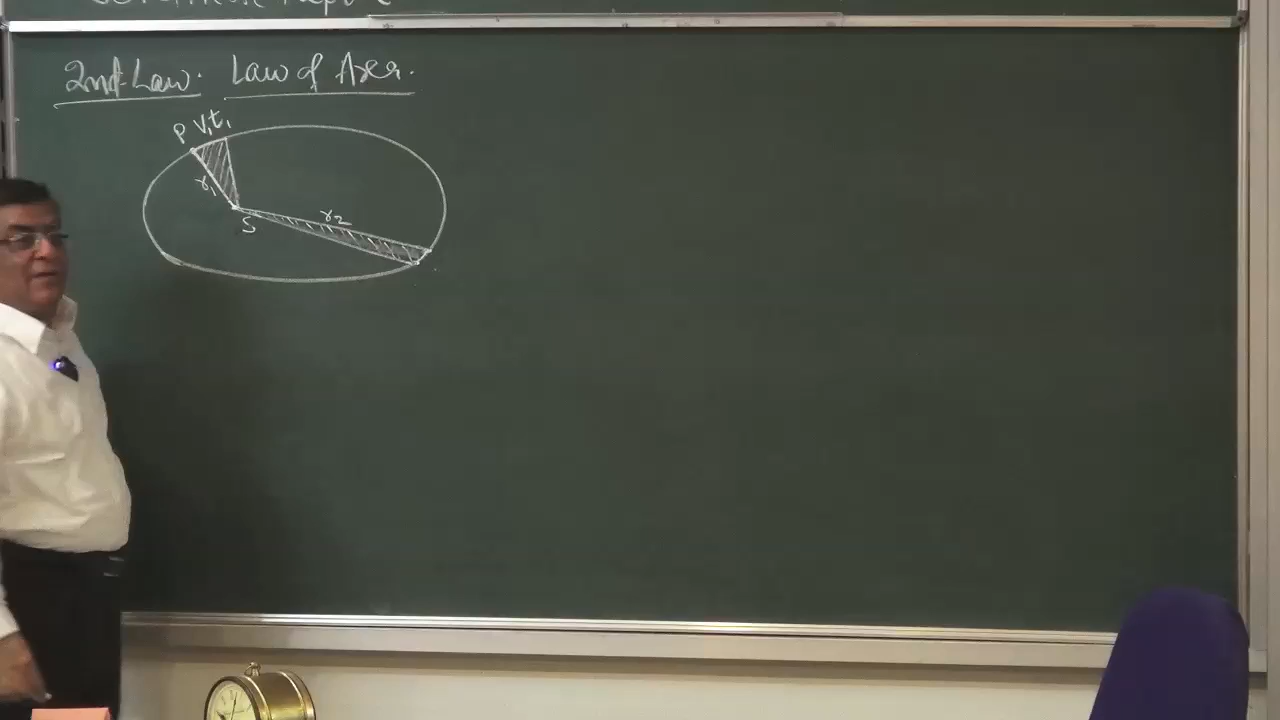 2nd Law. Law of Area.
P V₁t₁
r₁
r₂
S